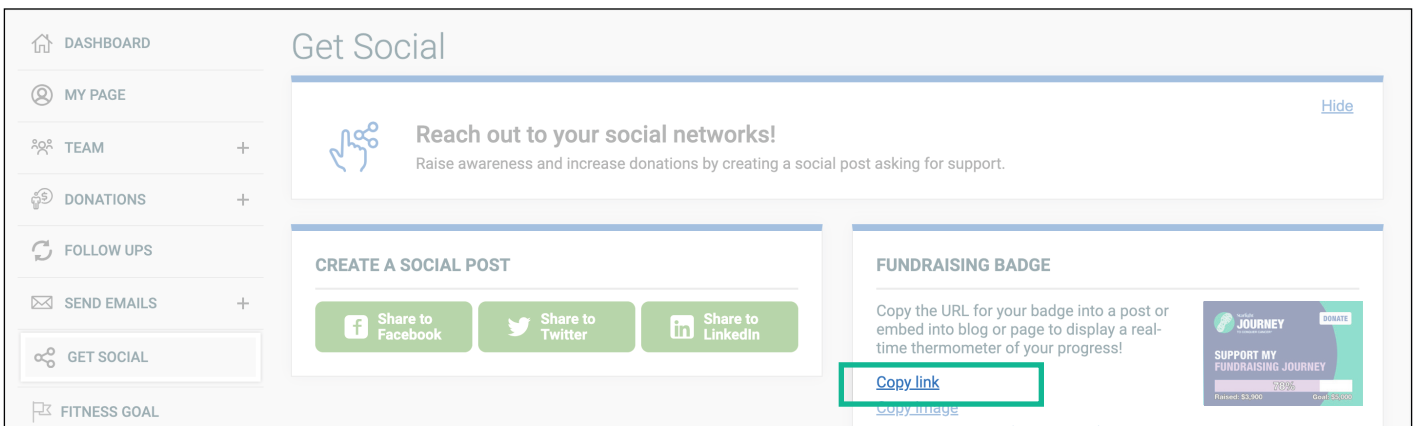 DASHBOARD
MY PAGE
TEAM
DONATIONS
FOLLOW UPS
SEND EMAILS
GET SOCIAL
FITNESS GOAL
Get Social
Hide
Reach out to your social networks!
Raise awareness and increase donations by creating a social post asking for support.
CREATE A SOCIAL POST
Share to
Facebook
Share to
Twitter
Share to
LinkedIn
FUNDRAISING BADGE
Copy the URL for your badge into a post or
embed into blog or page to display a real-
time thermometer of your progress!
Copy link
Copy image
JOURNEY
DONATE
SUPPORT MY
FUNDRAISING JOURNEY
78%
Raised: $3,900
Goal: $5,000